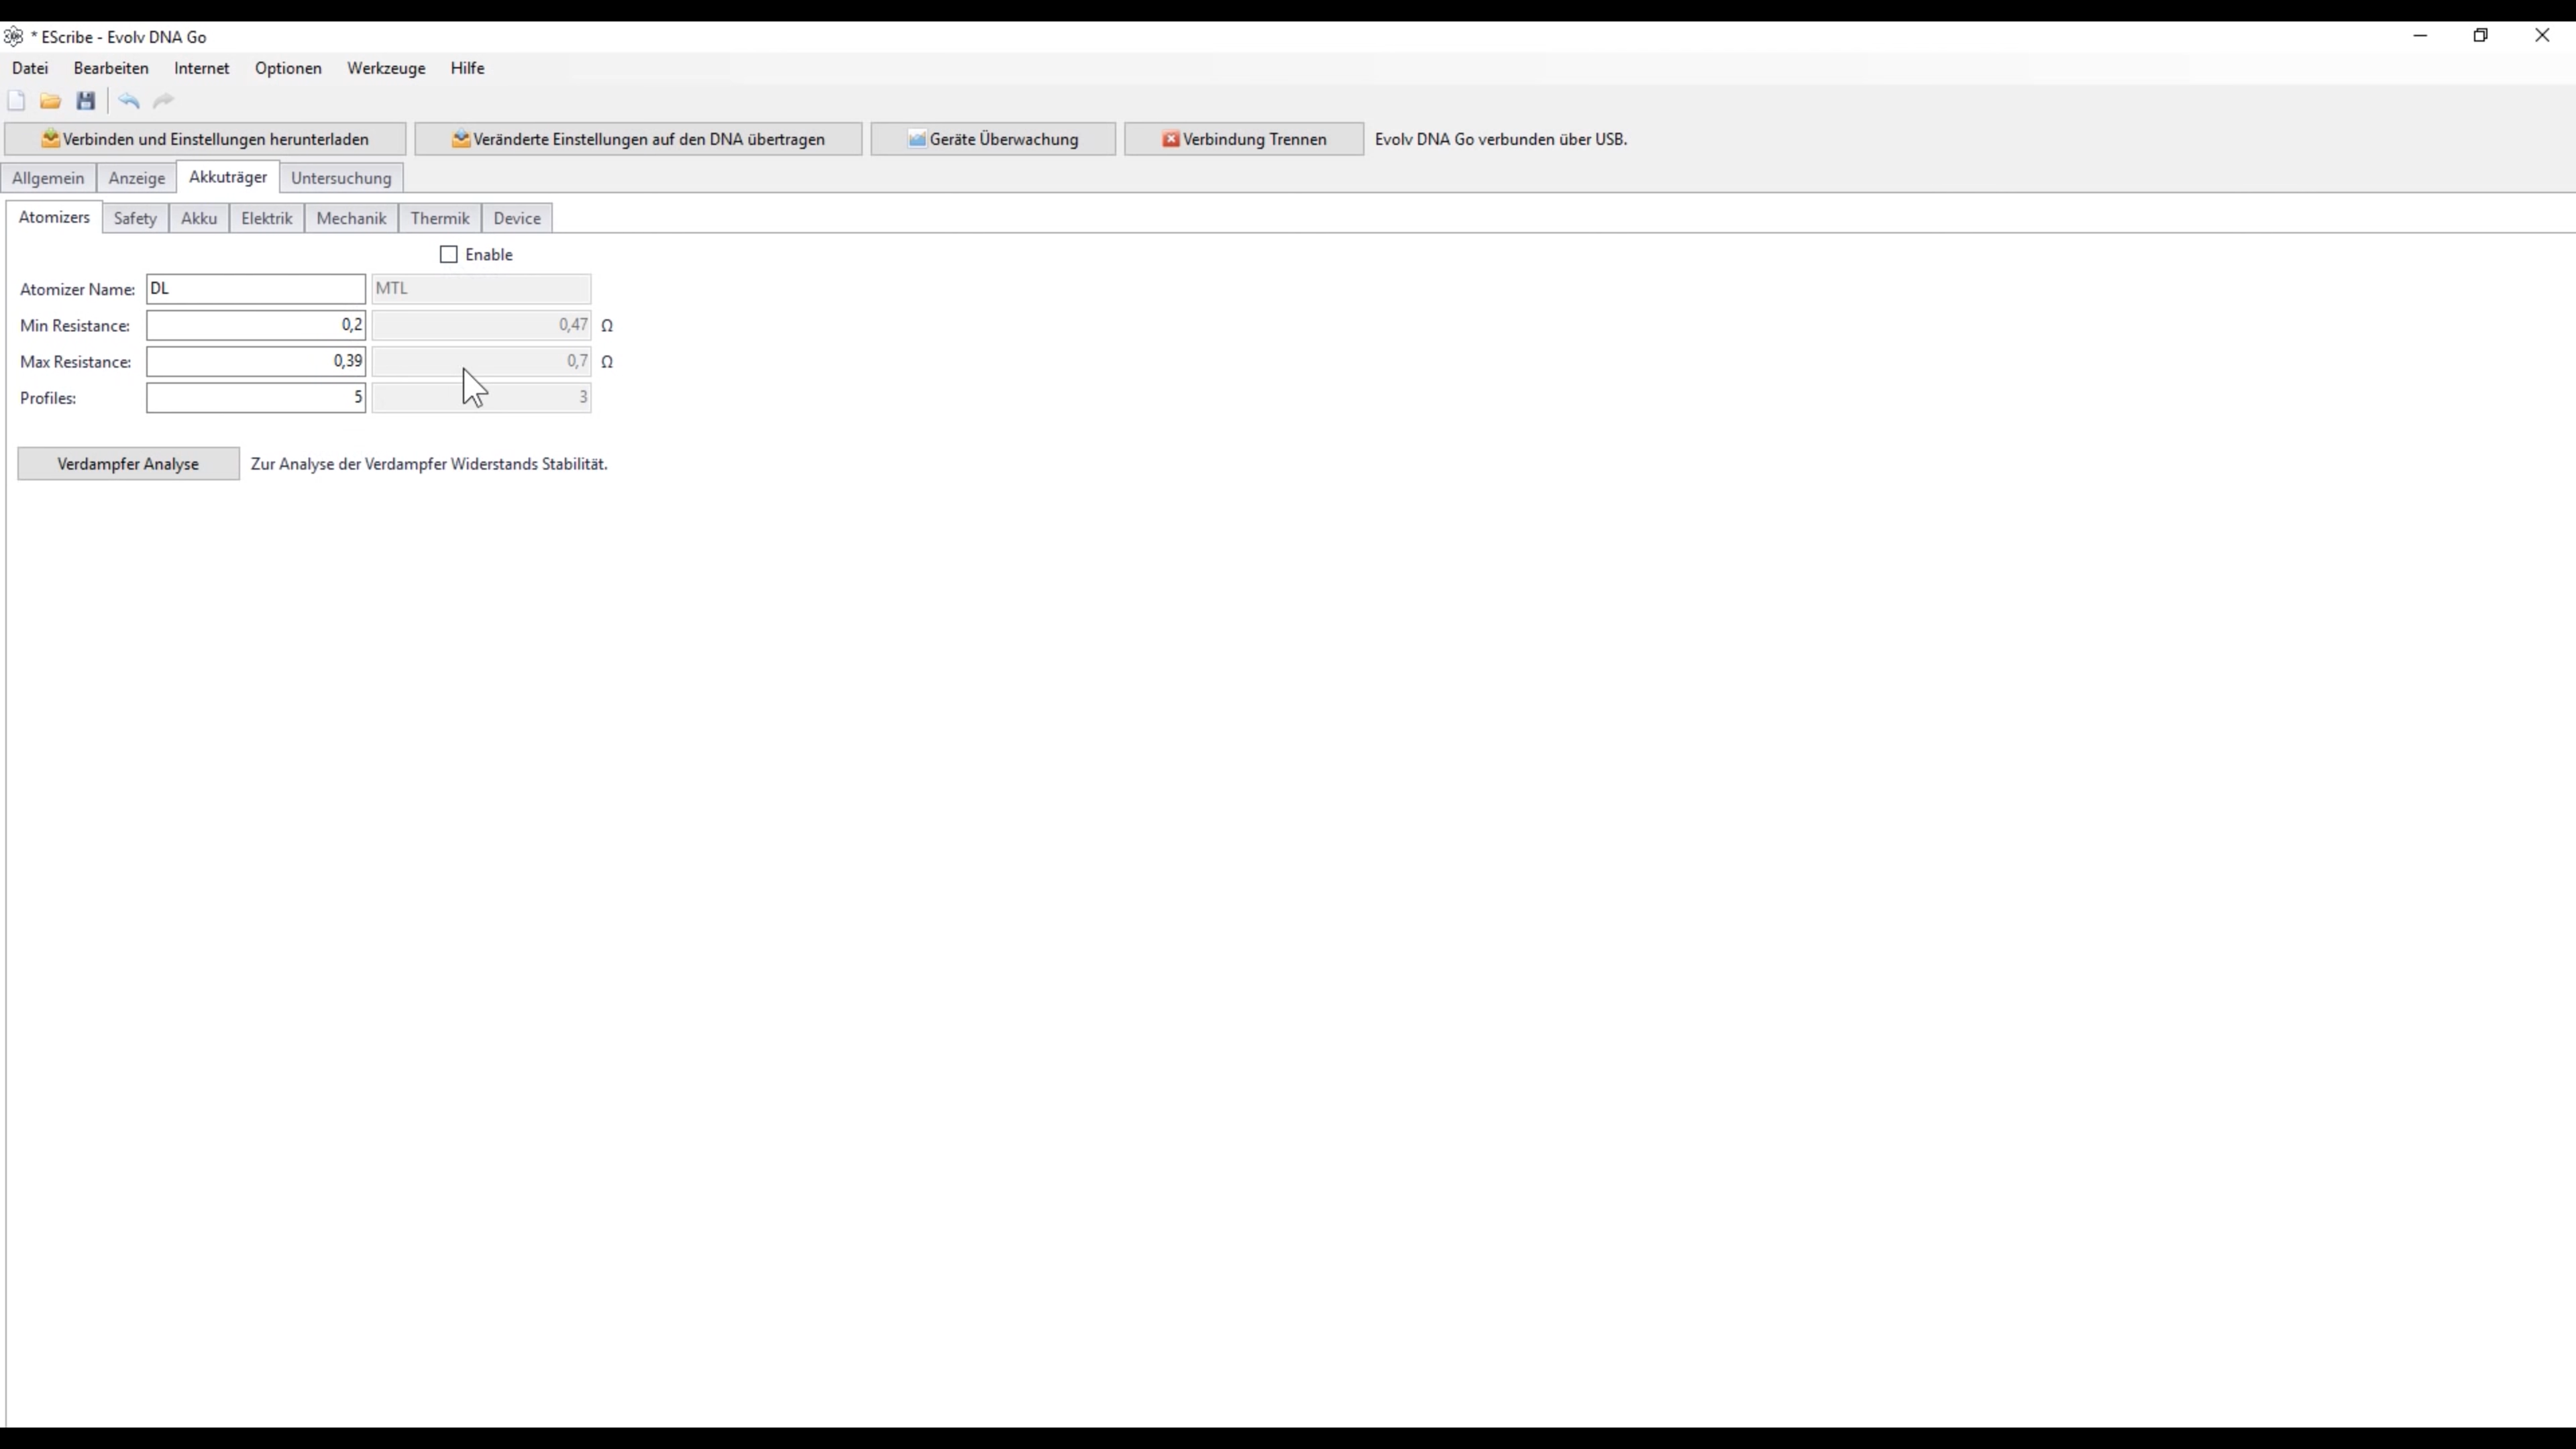 * EScribe - Evolv DNA Go
Datei Bearbeiten Internet Optionen Werkzeuge Hilfe
Verbinden und Einstellungen herunterladen Veränderte Einstellungen auf den DNA übertragen Geräte Überwachung Verbindung Trennen Evolv DNA Go verbunden über USB.
Allgemein Anzeige Akkuträger Untersuchung
Atomizers Safety Akku Elektrik Mechanik Thermik Device
Enable
Atomizer Name: DL MTL
Min Resistance: 0,2 0,47 Ω
Max Resistance: 0,39 0,7 Ω
Profiles: 5 3
Verdampfer Analyse Zur Analyse der Verdampfer Widerstands Stabilität.